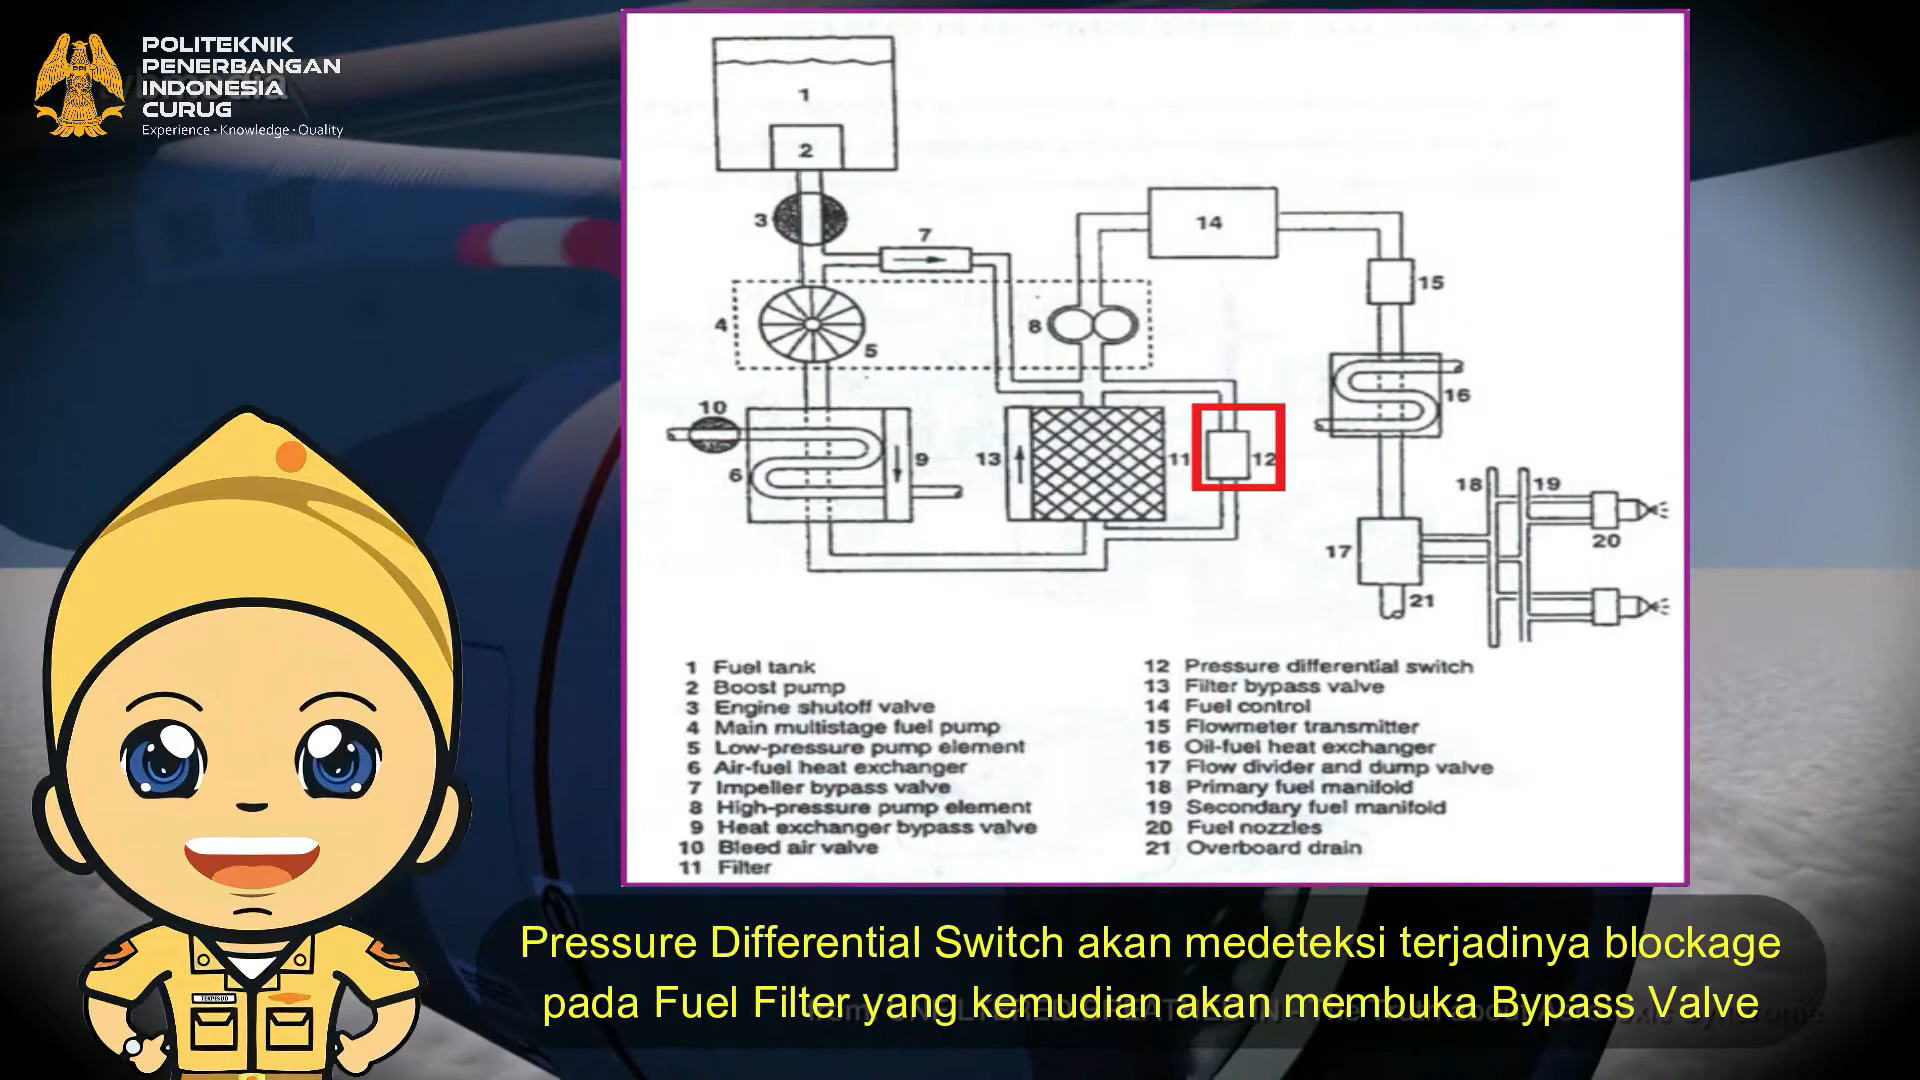 POLITEKNIK
PENERBANGAN
INDONESIA
CURUG
Experience · Knowledge · Quality
1
2
3
7
14
15
4
5
8
10
6
9
13
11
12
16
18
19
17
20
21
1 Fuel tank
2 Boost pump
3 Engine shutoff valve
4 Main multistage fuel pump
5 Low-pressure pump element
6 Air-fuel heat exchanger
7 Impeller bypass valve
8 High-pressure pump element
9 Heat exchanger bypass valve
10 Bleed air valve
11 Filter
12 Pressure differential switch
13 Filter bypass valve
14 Fuel control
15 Flowmeter transmitter
16 Oil-fuel heat exchanger
17 Flow divider and dump valve
18 Primary fuel manifold
19 Secondary fuel manifold
20 Fuel nozzles
21 Overboard drain
Pressure Differential Switch akan medeteksi terjadinya blockage
pada Fuel Filter yang kemudian akan membuka Bypass Valve